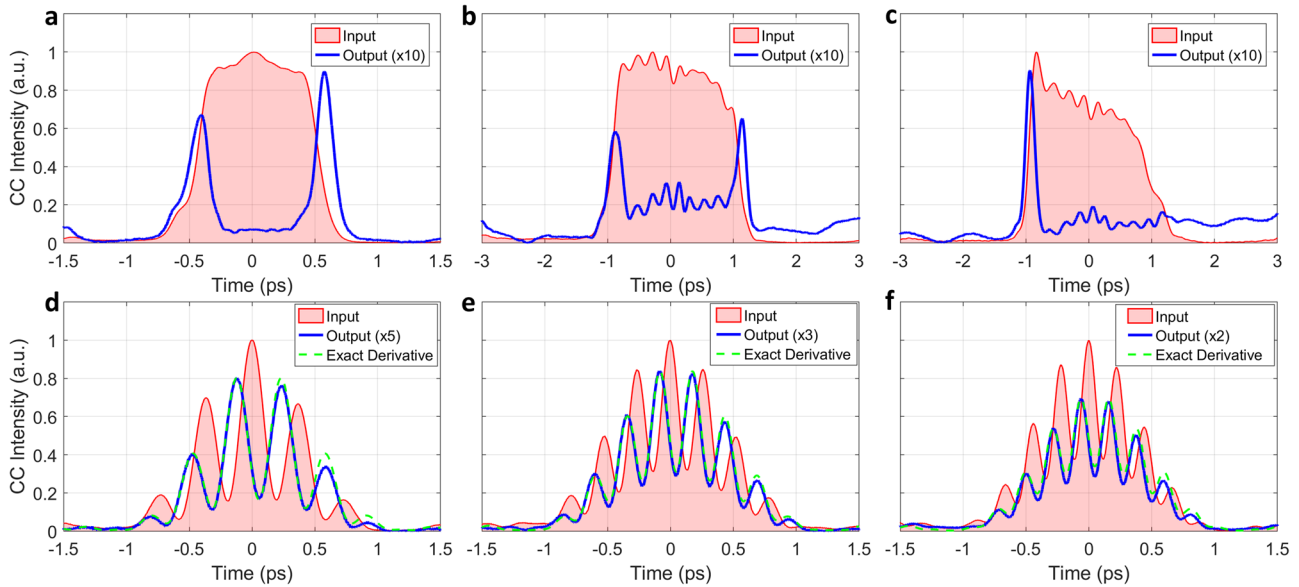 a
b
c
Input
Output (x10)
Input
Output (x10)
Input
Output (x10)
CC Intensity (a.u.)
1
0.8
0.6
0.4
0.2
0
-1.5 -1 -0.5 0 0.5 1 1.5
-3 -2 -1 0 1 2 3
-3 -2 -1 0 1 2 3
Time (ps)
Time (ps)
Time (ps)
d
e
f
Input
Output (x5)
Exact Derivative
Input
Output (x3)
Exact Derivative
Input
Output (x2)
Exact Derivative
CC Intensity (a.u.)
1
0.8
0.6
0.4
0.2
0
-1.5 -1 -0.5 0 0.5 1 1.5
-1.5 -1 -0.5 0 0.5 1 1.5
-1.5 -1 -0.5 0 0.5 1 1.5
Time (ps)
Time (ps)
Time (ps)